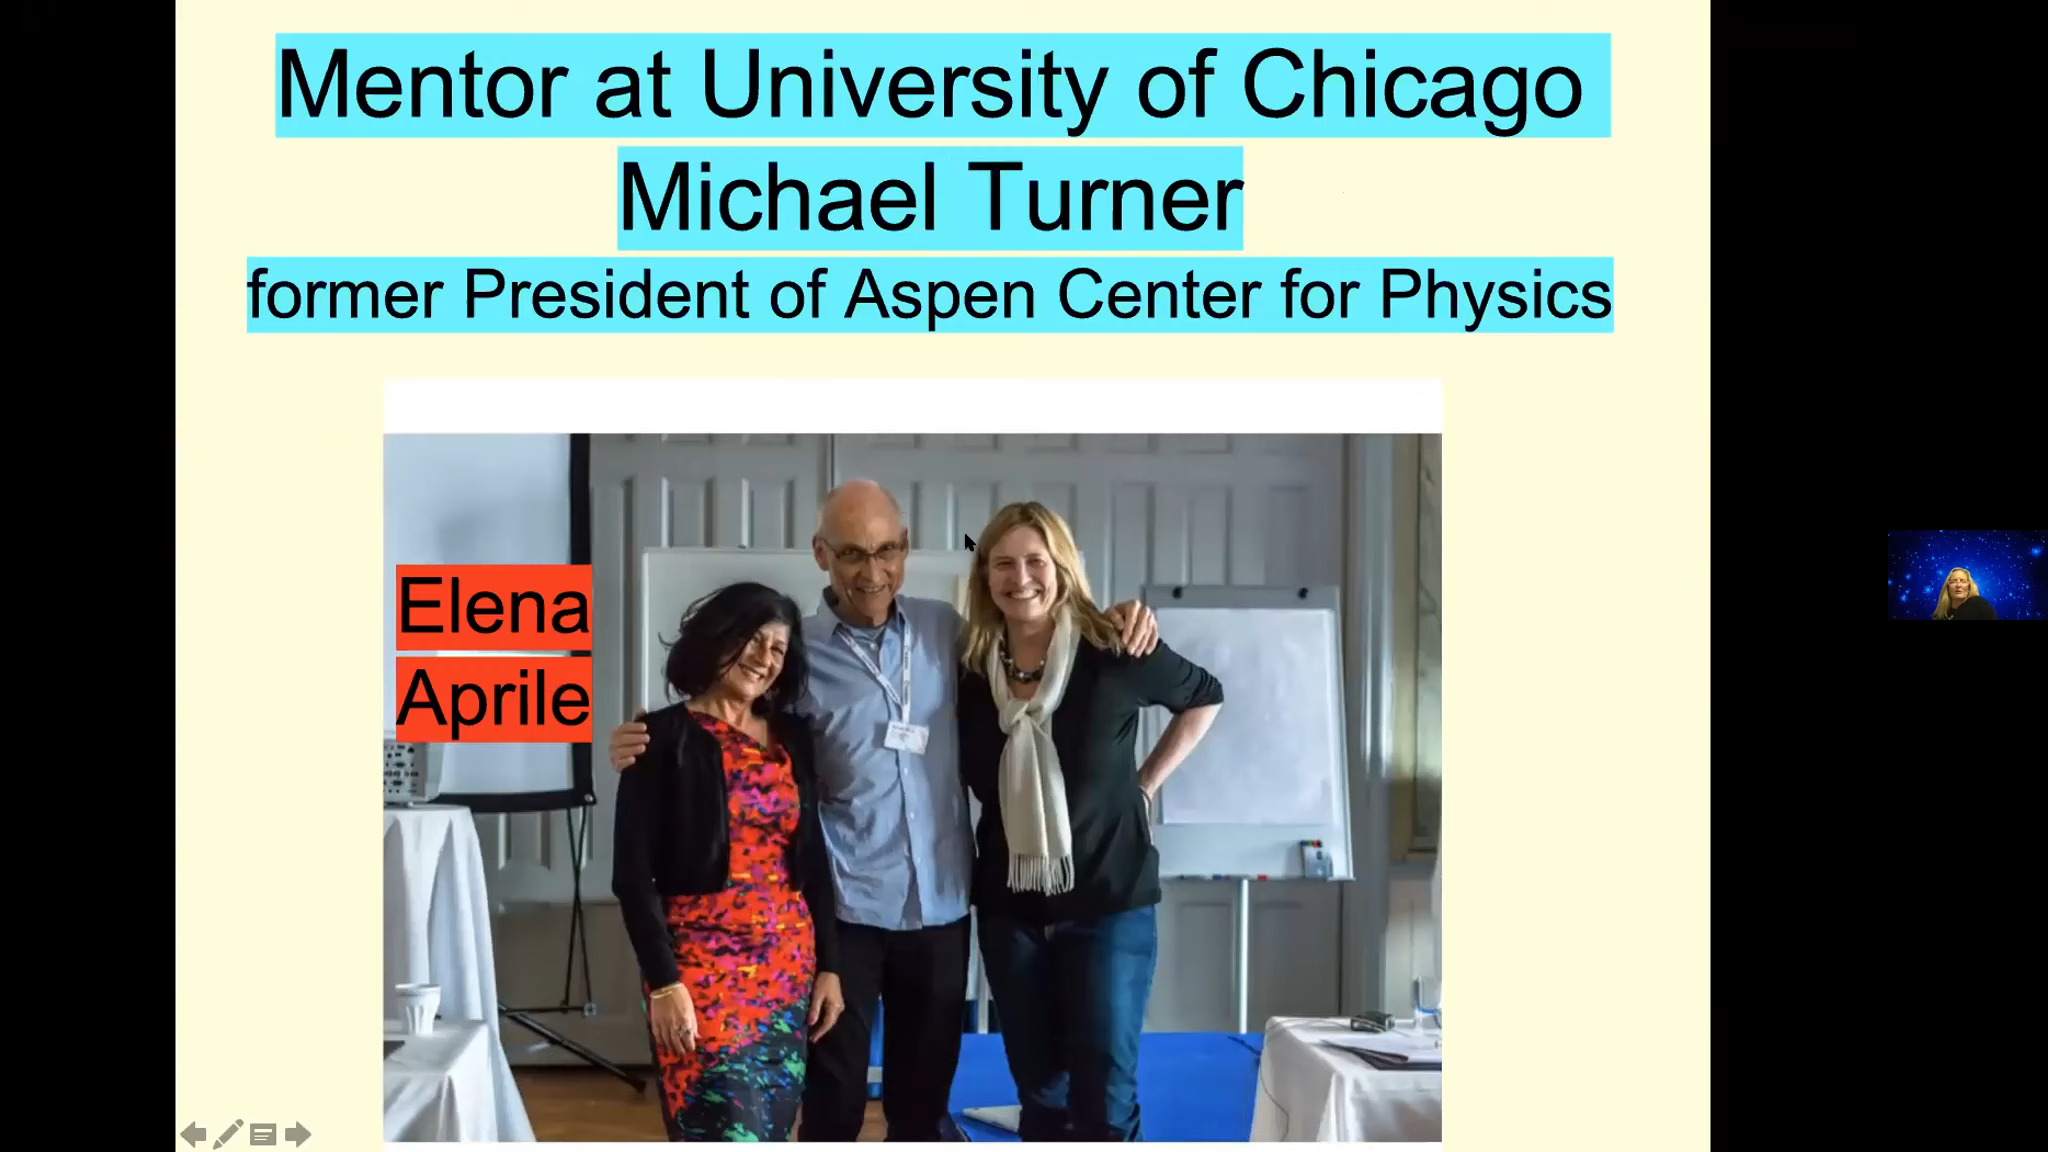 Mentor at University of Chicago
Michael Turner
former President of Aspen Center for Physics
Elena
Aprile